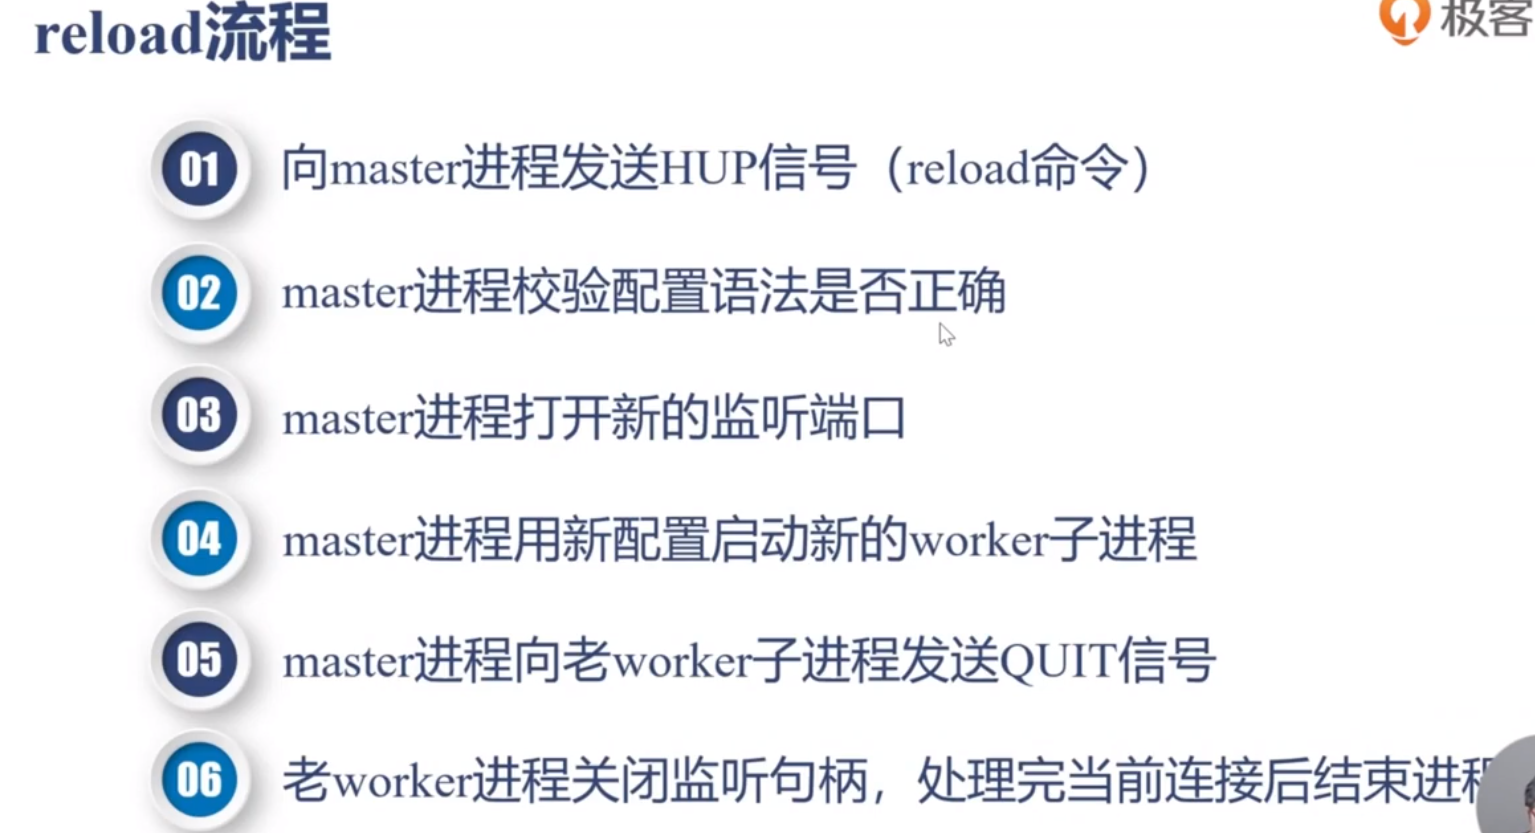 reload流程
极客
01 向master进程发送HUP信号（reload命令）
02 master进程校验配置语法是否正确
03 master进程打开新的监听端口
04 master进程用新配置启动新的worker子进程
05 master进程向老worker子进程发送QUIT信号
06 老worker进程关闭监听句柄，处理完当前连接后结束进程